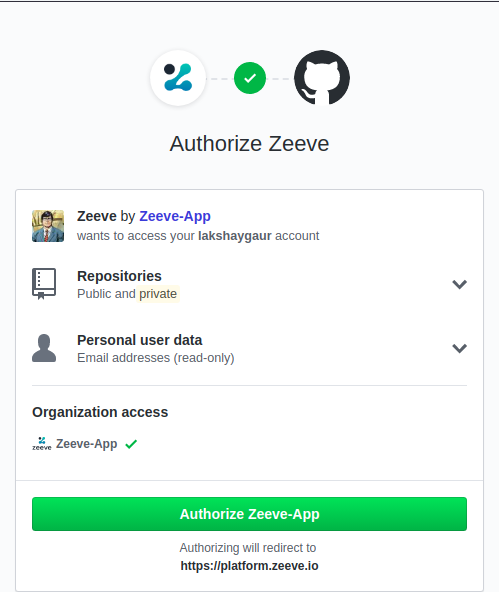 Authorize Zeeve
Zeeve by Zeeve-App
wants to access your lakshaygaur account
Repositories
Public and private
Personal user data
Email addresses (read-only)
Organization access
zeeve Zeeve-App
Authorize Zeeve-App
Authorizing will redirect to
https://platform.zeeve.io